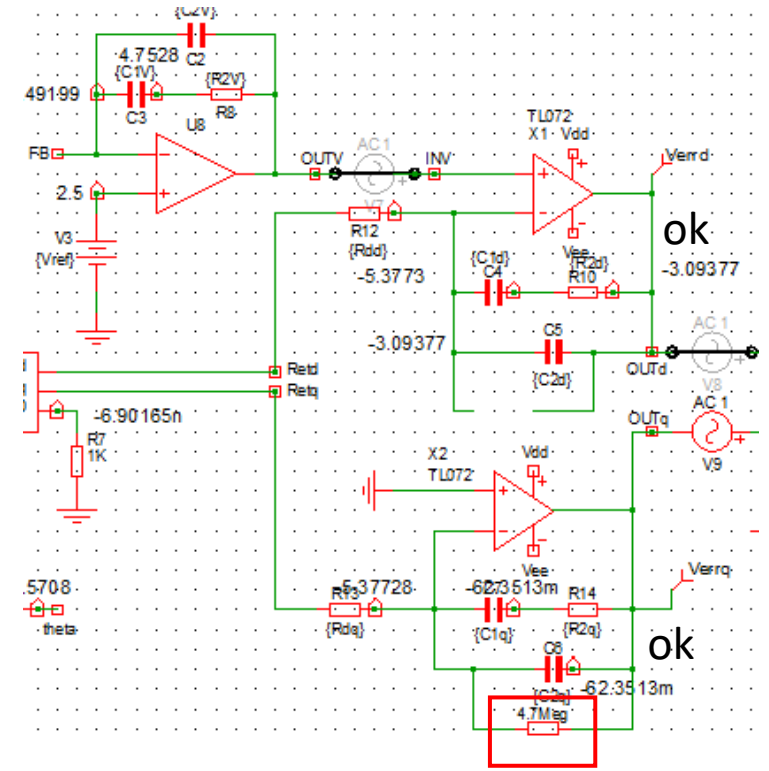 {C2V}
4.7528 C2
{C1V}
{R2V}
49199
C3
R8
U8
FB
2.5
V3
{Vref}
OUTV
AC 1
INV
V7
TL072
X1
Vdd
Verrd
R12
{Rdd}
-5.3773
Vee
ok
{C1d}
C4
{R2d}
R10
-3.09377
-3.09377
C5
{C2d}
AC 1
OUTd
V8
Retd
Retq
-6.90165n
R7
1K
OUTq
AC 1
V9
X2
TL072
Vdd
Vee
.5708
theta
R13
-5.37728
{Rdq}
-62.3513m
{C1q}
R14
{R2q}
Verrq
ok
C6
{C2q}
-62.3513m
4.7Meg